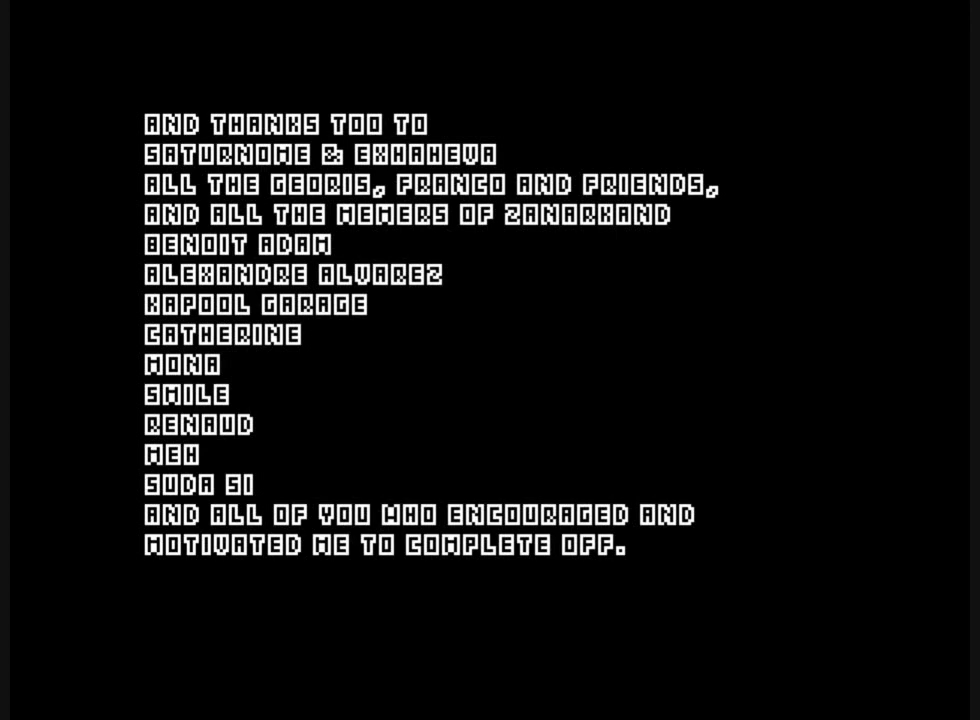 AND THANKS TOO TO
SATURNOME & EXHAHEVA
ALL THE GEORIS, FRANCO AND FRIENDS,
AND ALL THE MEMERS OF ZANARKAND
BENOIT ADAM
ALEXANDRE ALVAREZ
KAPOOL GARAGE
CATHERINE
MONA
SMILE
RENAUD
MEH
SUDA 51
AND ALL OF YOU WHO ENCOURAGED AND
MOTIVATED ME TO COMPLETE OFF.